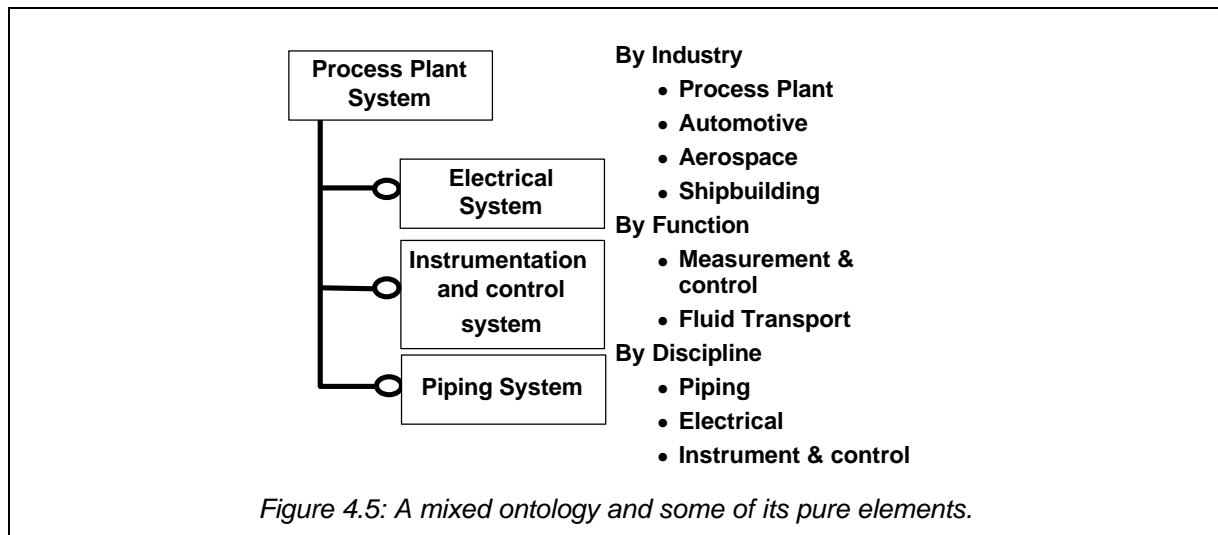 Process Plant
System
Electrical
System
Instrumentation
and control
system
Piping System
By Industry
• Process Plant
• Automotive
• Aerospace
• Shipbuilding
By Function
• Measurement &
control
• Fluid Transport
By Discipline
• Piping
• Electrical
• Instrument & control
Figure 4.5: A mixed ontology and some of its pure elements.